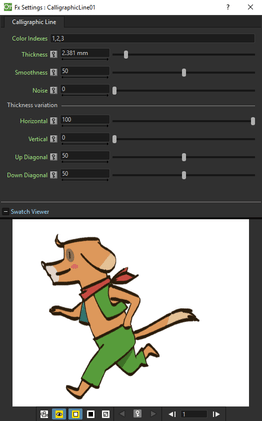 Fx Settings : CalligraphicLine01
? ×
Calligraphic Line
Color Indexes 1,2,3
Thickness 2.381 mm
Smoothness 50
Noise 0
Thickness variation
Horizontal 100
Vertical 0
Up Diagonal 50
Down Diagonal 50
Swatch Viewer
1